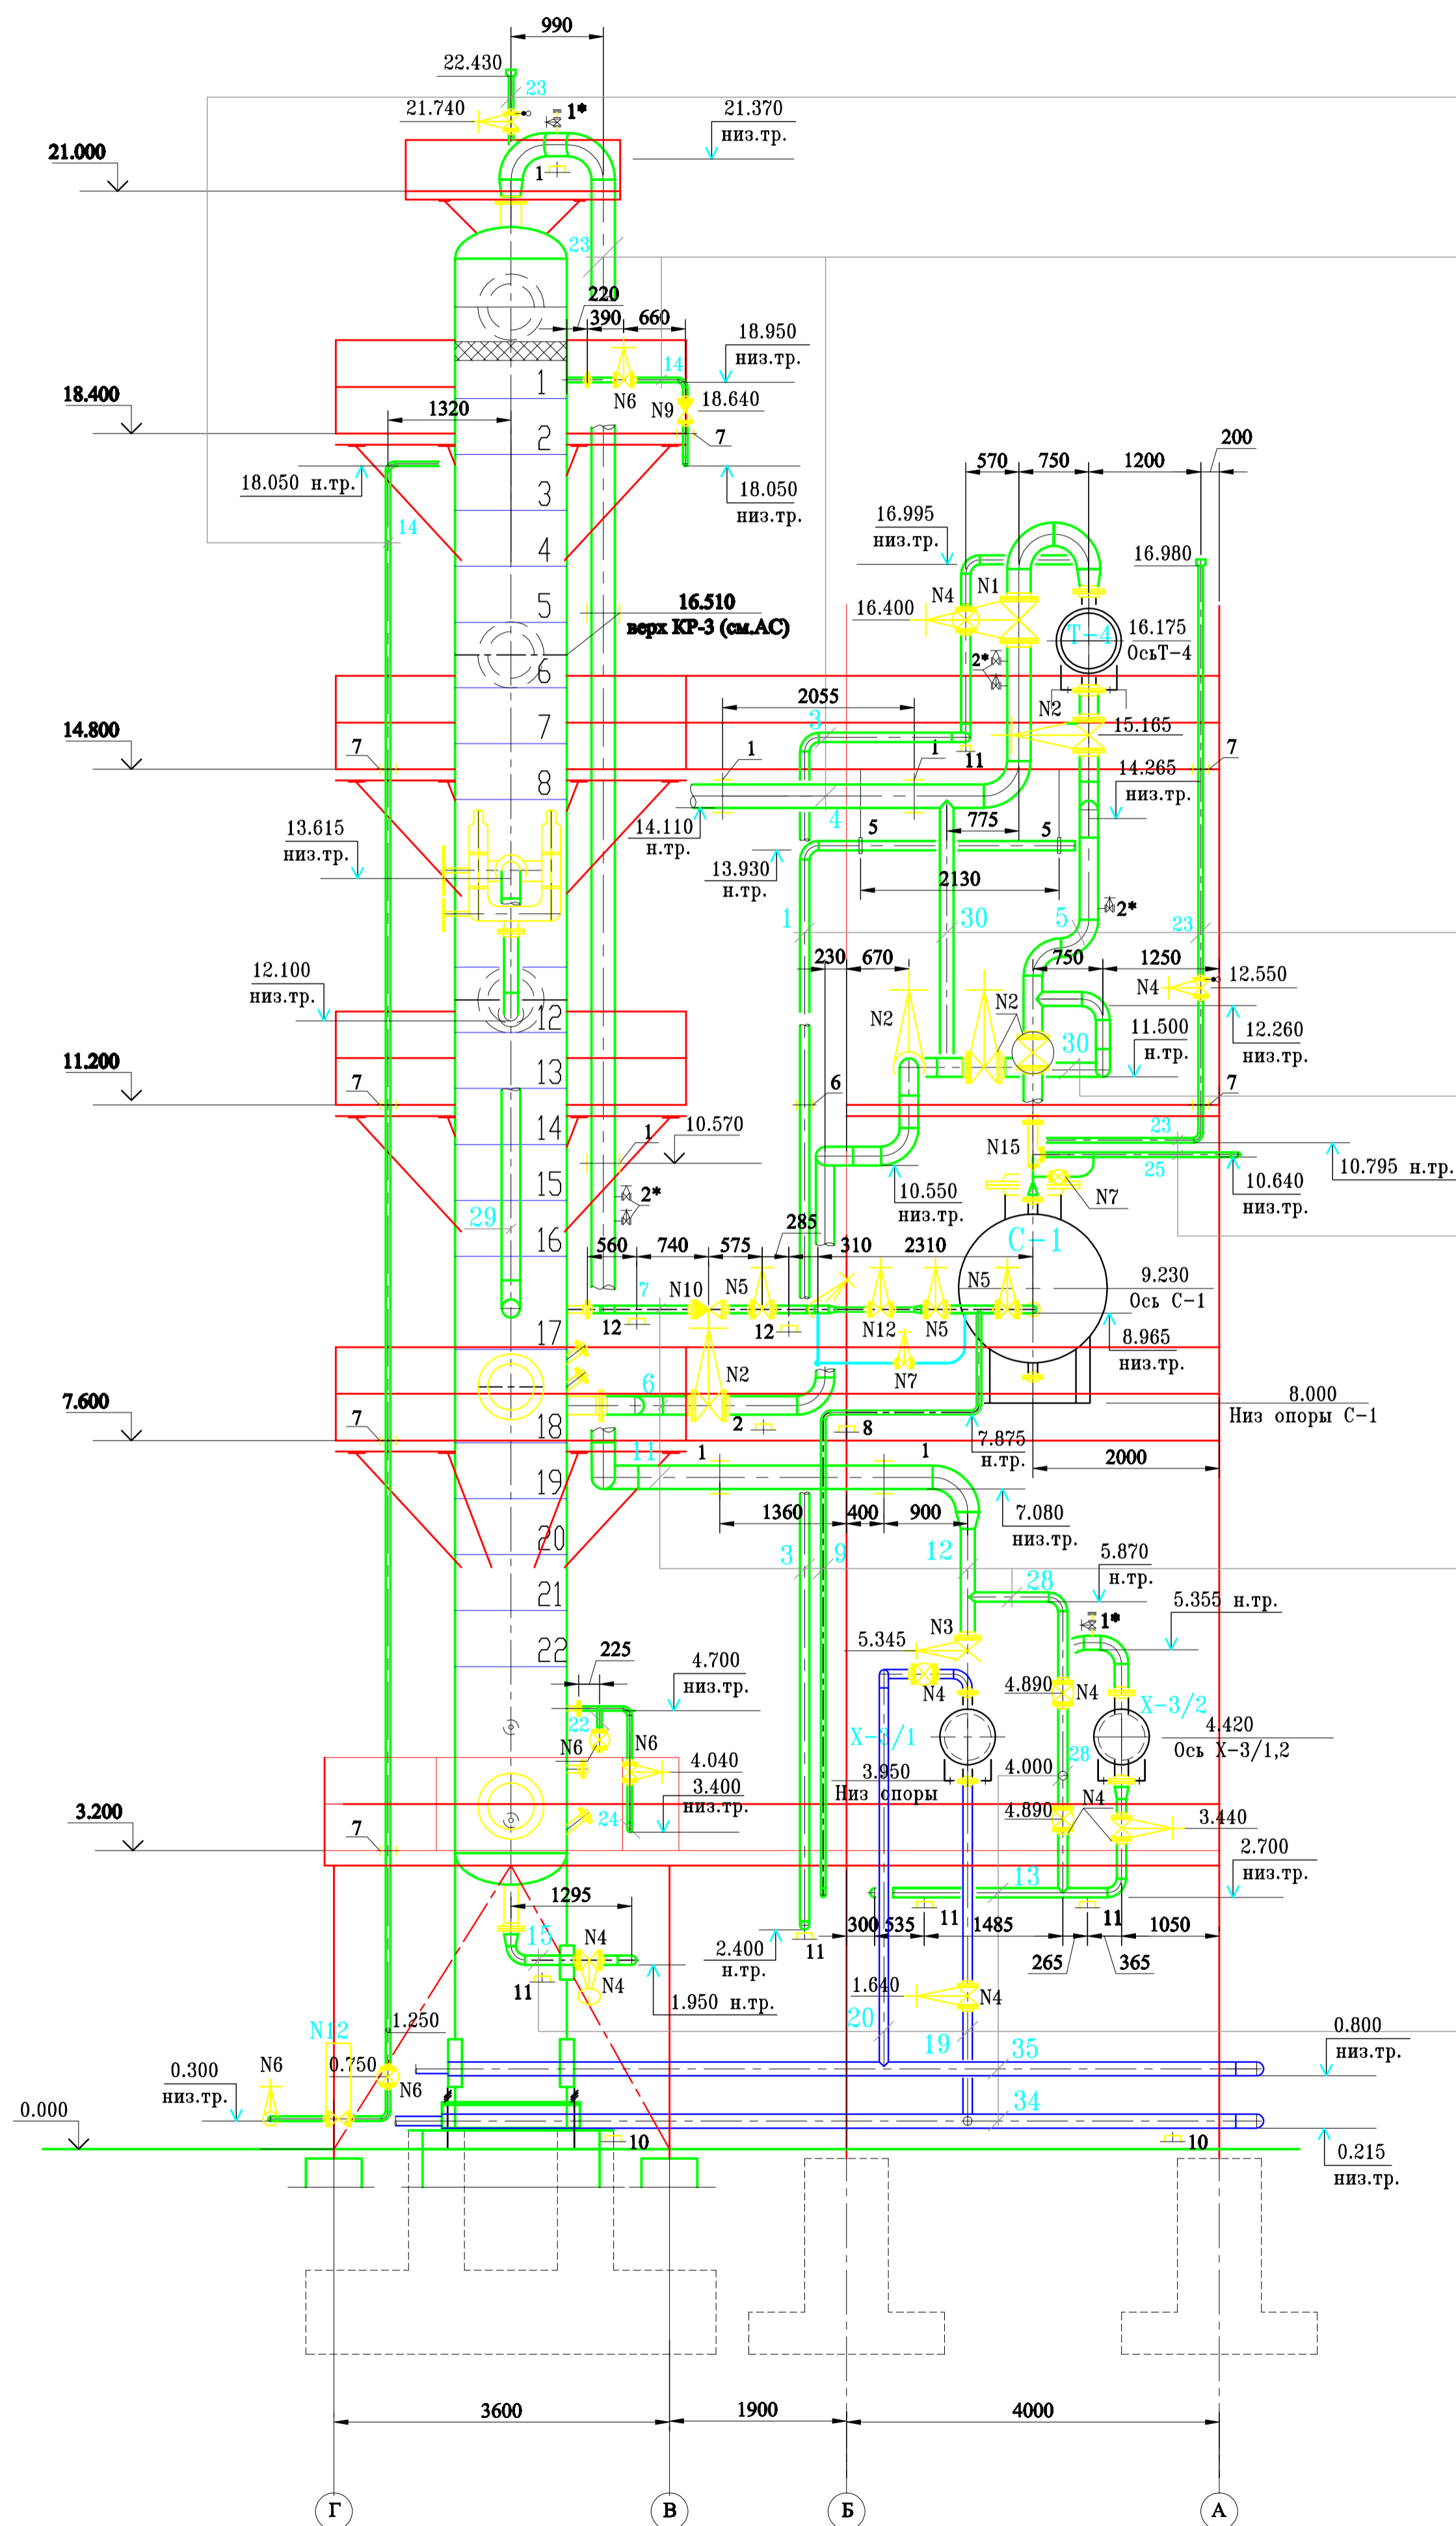 990
22.430
23
21.740
1*
21.370
низ.тр.
21.000
1
23
220
390
660
18.950
низ.тр.
14
1
N6
N9
18.640
18.400
1320
2
7
200
18.050 н.тр.
3
18.050
низ.тр.
570
750
1200
14
4
16.995
низ.тр.
16.980
5
16.510
верх КР-3 (см.АС)
N4
N1
16.400
Т-4
16.175
ОсьТ-4
6
2*
2055
N2
7
3
15.165
14.800
7
1
1
11
7
8
14.265
низ.тр.
4
13.615
низ.тр.
14.110
н.тр.
5
775
5
13.930
н.тр.
2130
1
30
5
2*
23
12.100
низ.тр.
230
670
750
1250
N4
12.550
12
N2
N2
11.500
н.тр.
12.260
низ.тр.
30
11.200
13
7
6
7
14
1
10.570
N15
23
10.795 н.тр.
15
2*
10.550
низ.тр.
25
N7
10.640
низ.тр.
29
16
285
С-1
560
740
575
310
2310
7
N10
N5
N5
9.230
Ось С-1
17
12
12
N12
N5
8.965
низ.тр.
N2
N7
6
8.000
Низ опоры С-1
7.600
7
18
2
8
7.875
н.тр.
2000
11
1
1
19
1360
400
900
7.080
низ.тр.
20
3
9
12
5.870
н.тр.
28
5.355 н.тр.
21
N3
1*
22
225
4.700
низ.тр.
5.345
N4
4.890
N4
Х-3/2
22
N6
N6
Х-3/1
4.420
Ось Х-3/1,2
4.040
3.950
Низ опоры
4.000
28
3.400
низ.тр.
3.200
7
24
4.890
N4
3.440
2.700
низ.тр.
13
1295
300
535
11
1485
11
1050
15
N4
2.400
н.тр.
11
265
365
11
N4
1.950 н.тр.
1.640
N4
N12
1.250
20
19
35
0.800
низ.тр.
0.300
низ.тр.
N6
0.750
N6
0.000
34
10
10
0.215
низ.тр.
3600
1900
4000
Г
В
Б
А